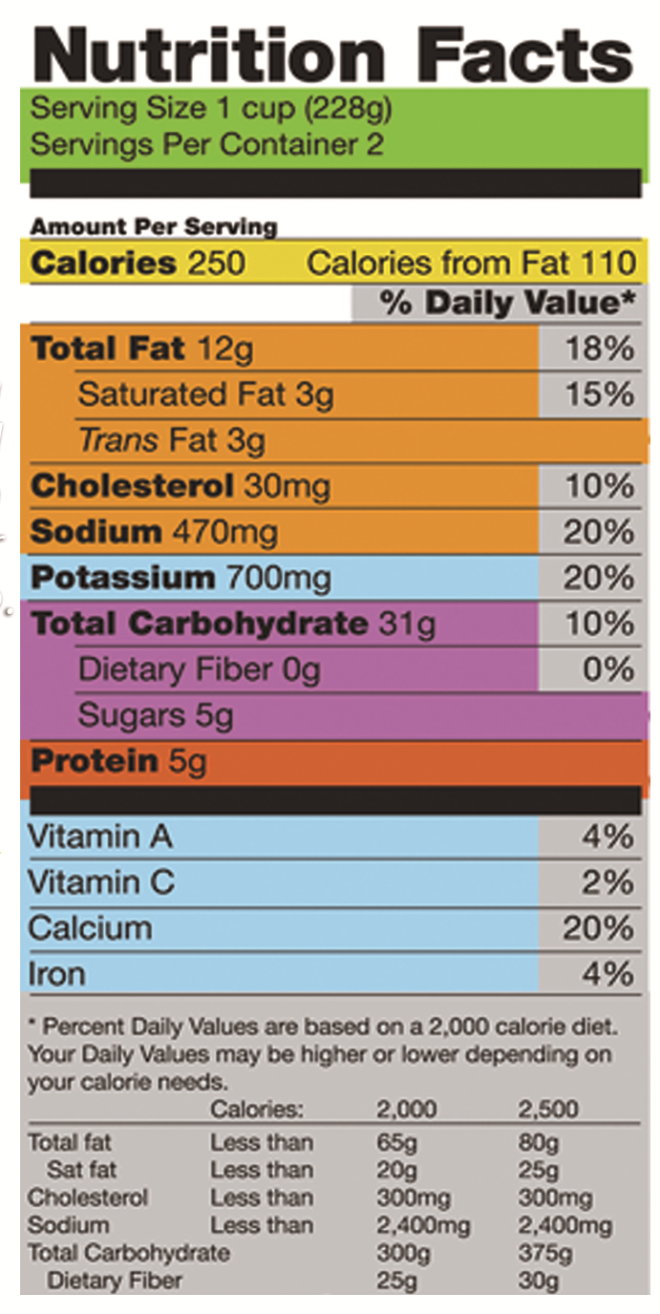 Nutrition Facts
Serving Size 1 cup (228g)
Servings Per Container 2
Amount Per Serving
Calories 250 Calories from Fat 110
% Daily Value*
Total Fat 12g 18%
Saturated Fat 3g 15%
Trans Fat 3g
Cholesterol 30mg 10%
Sodium 470mg 20%
Potassium 700mg 20%
Total Carbohydrate 31g 10%
Dietary Fiber 0g 0%
Sugars 5g
Protein 5g
Vitamin A 4%
Vitamin C 2%
Calcium 20%
Iron 4%
* Percent Daily Values are based on a 2,000 calorie diet.
Your Daily Values may be higher or lower depending on
your calorie needs.
Calories: 2,000 2,500
Total fat Less than 65g 80g
Sat fat Less than 20g 25g
Cholesterol Less than 300mg 300mg
Sodium Less than 2,400mg 2,400mg
Total Carbohydrate 300g 375g
Dietary Fiber 25g 30g